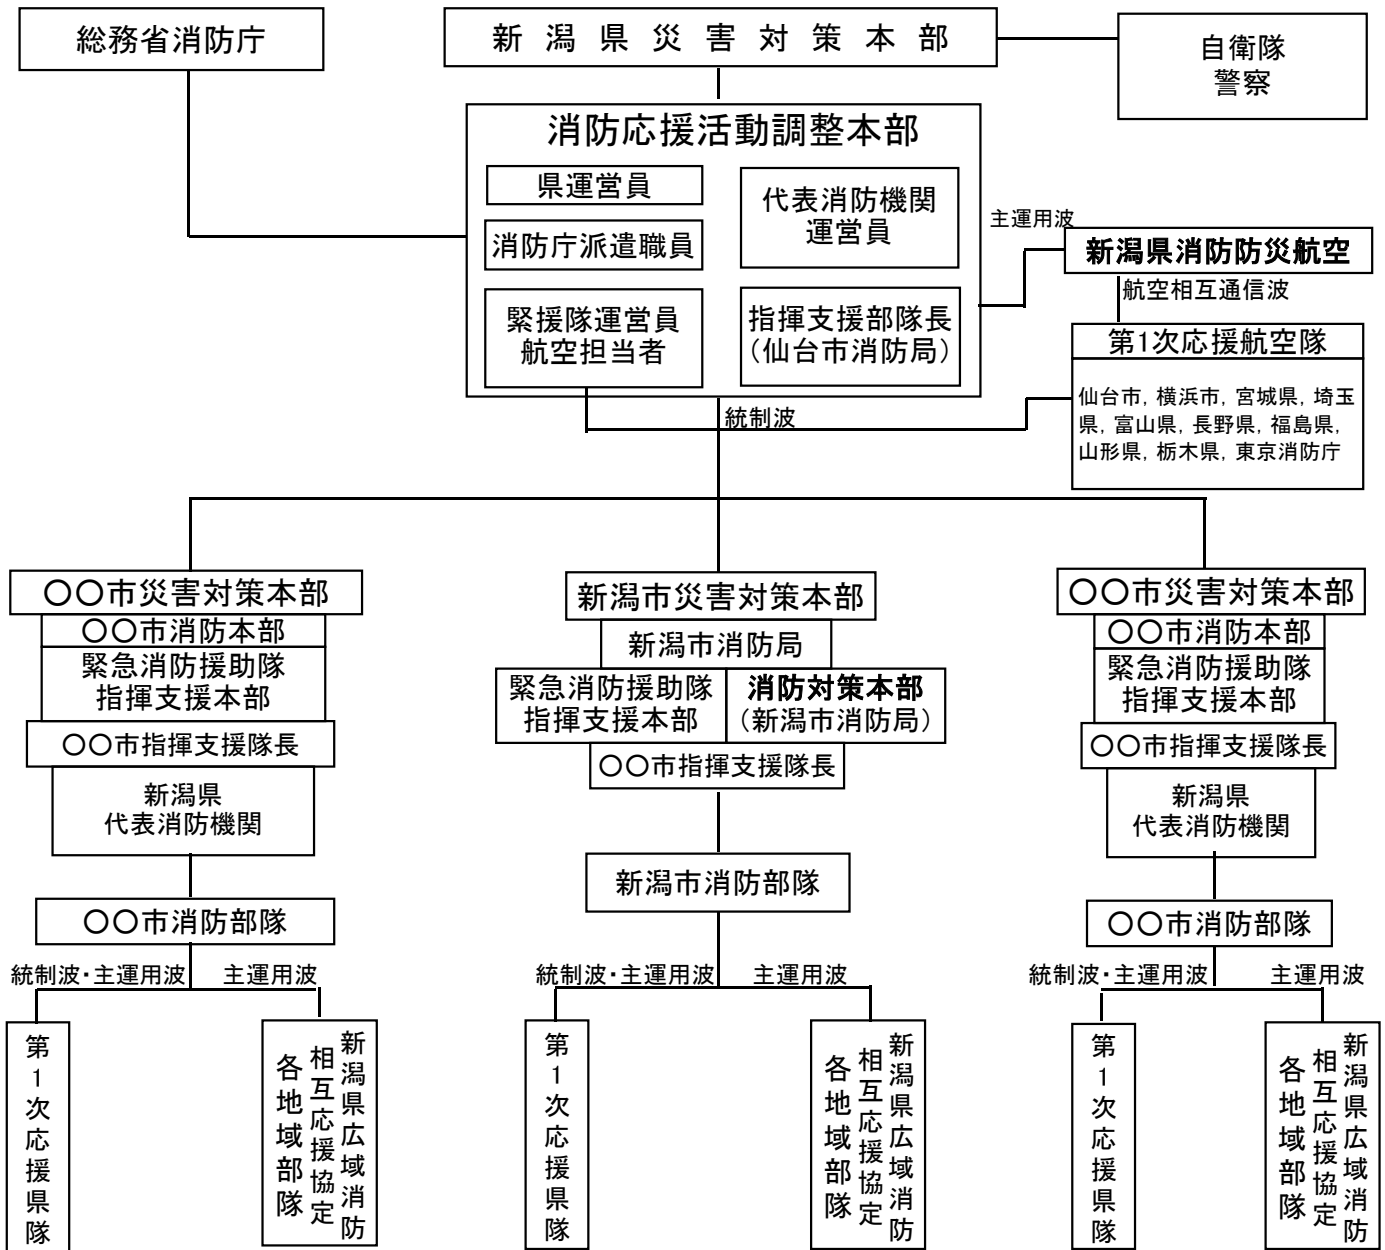 総務省消防庁
新潟県災害対策本部
自衛隊
警察
消防応援活動調整本部
県運営員
消防庁派遣職員
緊援隊運営員
航空担当者
代表消防機関
運営員
指揮支援部隊長
（仙台市消防局）
主運用波
新潟県消防防災航空
航空相互通信波
第1次応援航空隊
仙台市，横浜市，宮城県，埼玉
県，富山県，長野県，福島県，
山形県，栃木県，東京消防庁
統制波
〇〇市災害対策本部
〇〇市消防本部
緊急消防援助隊
指揮支援本部
〇〇市指揮支援隊長
新潟県
代表消防機関
〇〇市消防部隊
統制波・主運用波
主運用波
第1次応援県隊
新潟県広域消防
相互応援協定
各地域部隊
新潟市災害対策本部
新潟市消防局
緊急消防援助隊
指揮支援本部
消防対策本部
（新潟市消防局）
〇〇市指揮支援隊長
新潟市消防部隊
統制波・主運用波
主運用波
第1次応援県隊
新潟県広域消防
相互応援協定
各地域部隊
〇〇市災害対策本部
〇〇市消防本部
緊急消防援助隊
指揮支援本部
〇〇市指揮支援隊長
新潟県
代表消防機関
〇〇市消防部隊
統制波・主運用波
主運用波
第1次応援県隊
新潟県広域消防
相互応援協定
各地域部隊